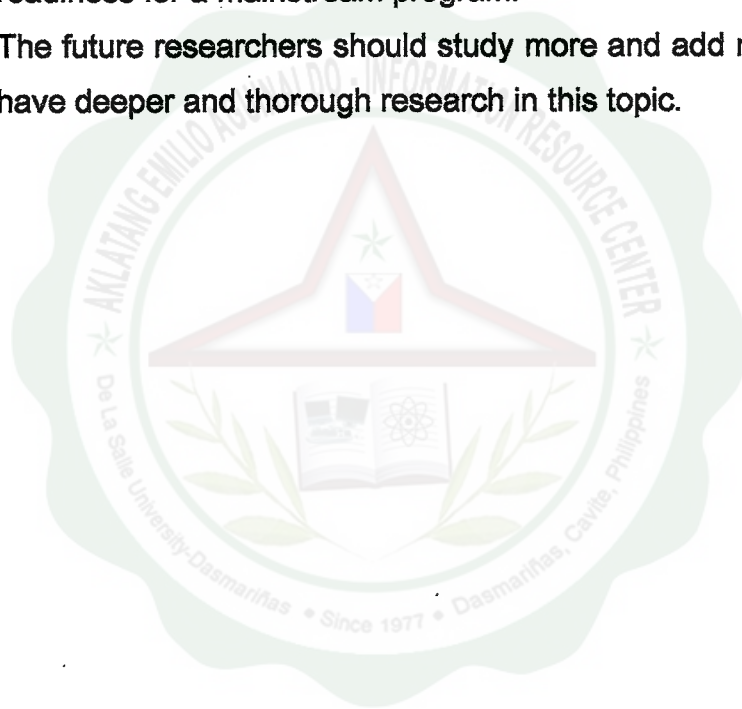 The future researchers should study more and add
have deeper and thorough research in this topic.
AKLATANG EMILIO AGUINALDO - INFORMATION RESOURCE CENTER
De La Salle University-Dasmariñas • Since 1977 • Dasmariñas, Cavite, Philippines